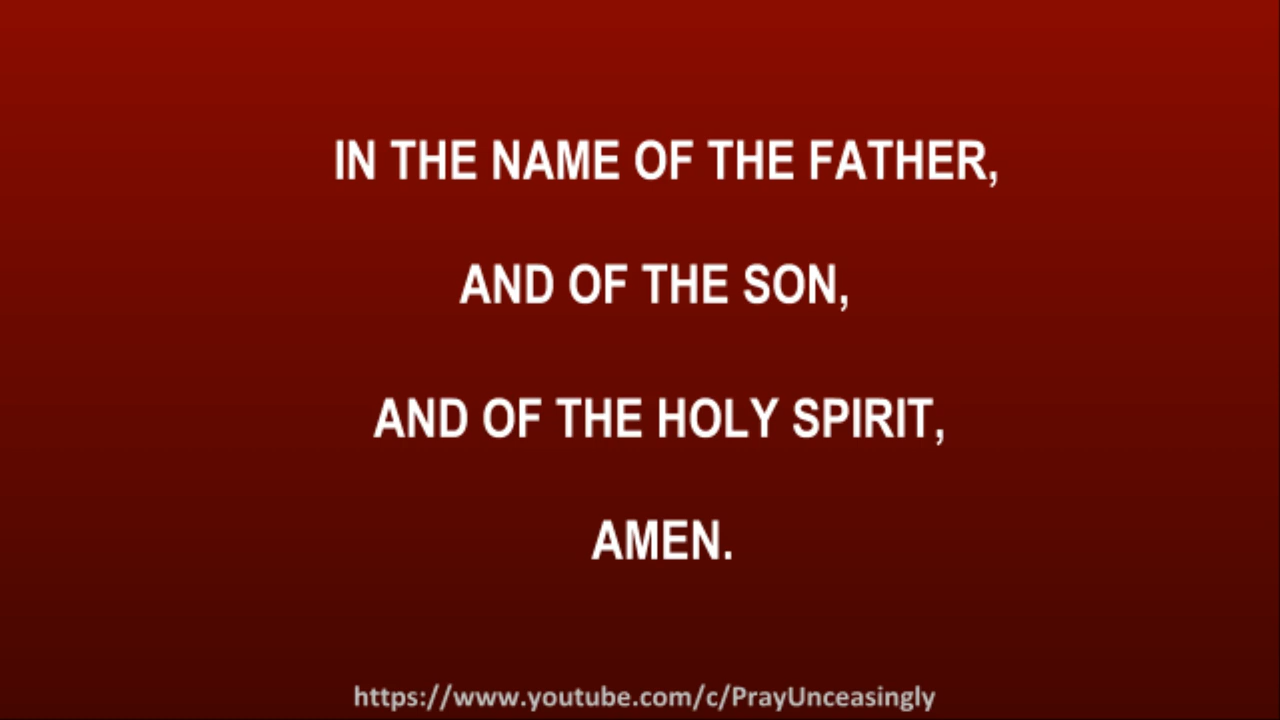 IN THE NAME OF THE FATHER,
AND OF THE SON,
AND OF THE HOLY SPIRIT,
AMEN.
https://www.youtube.com/c/PrayUnceasingly